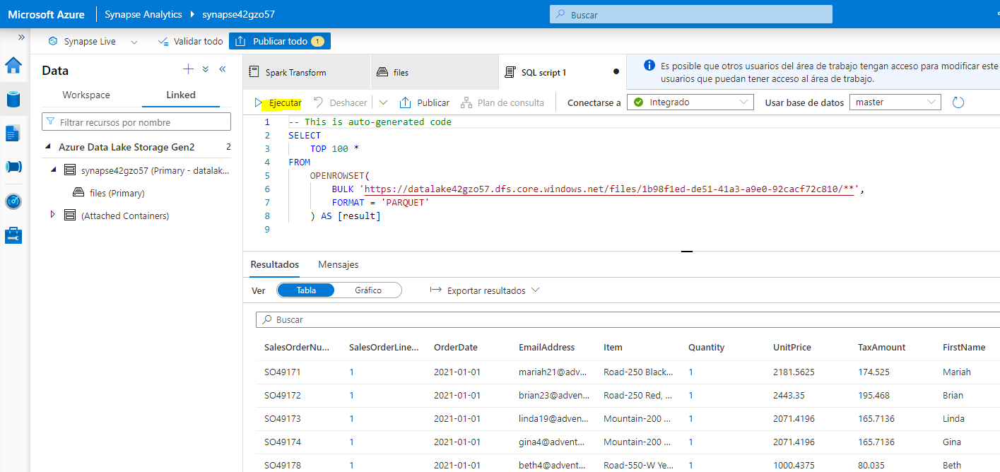 Microsoft Azure Synapse Analytics synapse42gzo57 Buscar
Synapse Live Validar todo Publicar todo 1
Data
Workspace Linked
Filtrar recursos por nombre
Azure Data Lake Storage Gen2 2
synapse42gzo57 (Primary - datalak...
files (Primary)
(Attached Containers)
Spark Transform files SQL script 1
Es posible que otros usuarios del área de trabajo tengan acceso para modificar este
usuarios que puedan tener acceso al área de trabajo.
Ejecutar Deshacer Publicar Plan de consulta Conectarse a Integrado Usar base de datos master
1 -- This is auto-generated code
2 SELECT
3 TOP 100 *
4 FROM
5 OPENROWSET(
6 BULK 'https://datalake42gzo57.dfs.core.windows.net/files/1b98f1ed-de51-41a3-a9e0-92cacf72c810/**',
7 FORMAT = 'PARQUET'
8 ) AS [result]
9
Resultados Mensajes
Ver Tabla Gráfico Exportar resultados
Buscar
SalesOrderNu... SalesOrderLine... OrderDate EmailAddress Item Quantity UnitPrice TaxAmount FirstName
SO49171 1 2021-01-01 mariah21@adv... Road-250 Black... 1 2181.5625 174.525 Mariah
SO49172 1 2021-01-01 brian23@adven... Road-250 Red, ... 1 2443.35 195.468 Brian
SO49173 1 2021-01-01 linda19@adven... Mountain-200 ... 1 2071.4196 165.7136 Linda
SO49174 1 2021-01-01 gina4@advent... Mountain-200 ... 1 2071.4196 165.7136 Gina
SO49178 1 2021-01-01 beth4@advent... Road-550-W Ye... 1 1000.4375 80.035 Beth